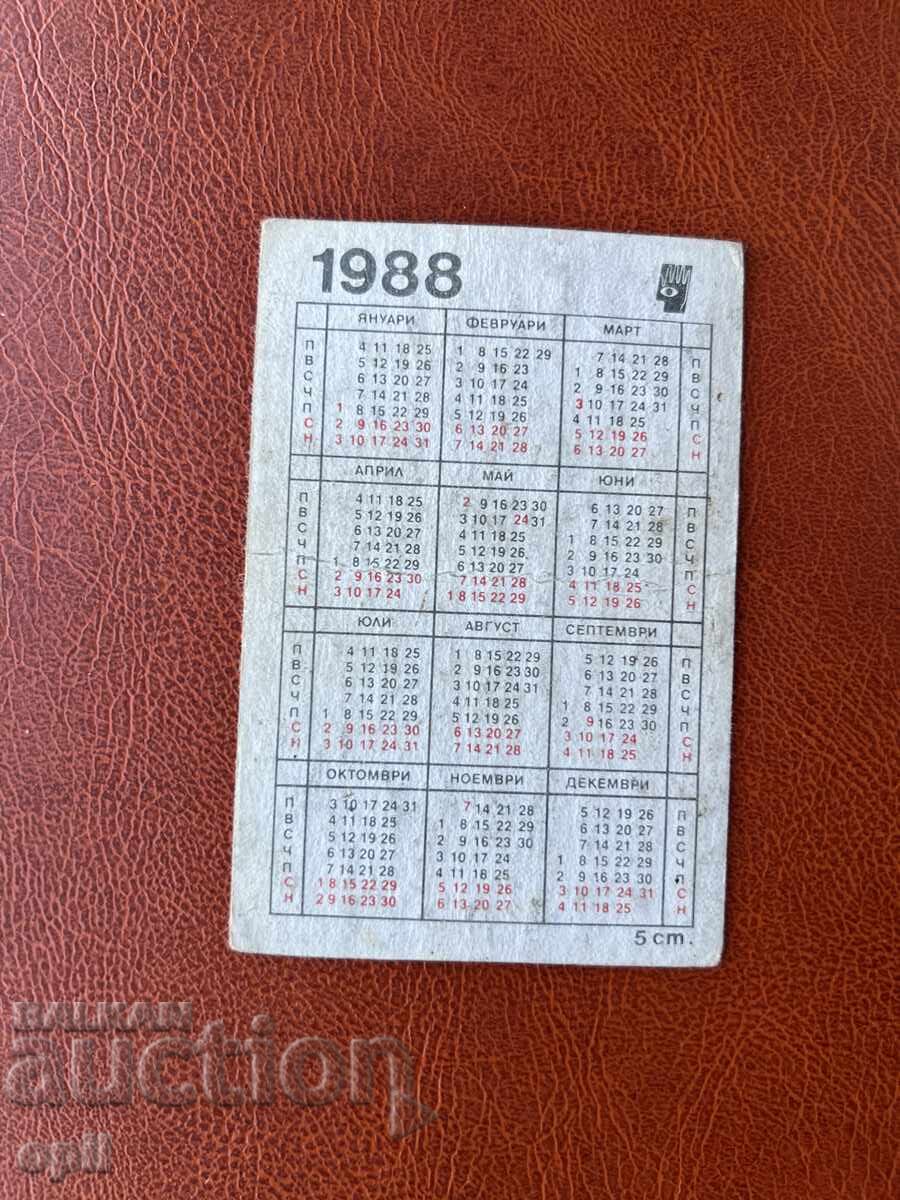 1988
ЯНУАРИ ФЕВРУАРИ МАРТ
П 4 11 18 25 1 8 15 22 29 7 14 21 28 П
В 5 12 19 26 2 9 16 23 1 8 15 22 29 В
С 6 13 20 27 3 10 17 24 2 9 16 23 30 С
Ч 7 14 21 28 4 11 18 25 3 10 17 24 31 Ч
П 1 8 15 22 29 5 12 19 26 4 11 18 25 П
С 2 9 16 23 30 6 13 20 27 5 12 19 26 С
Н 3 10 17 24 31 7 14 21 28 6 13 20 27 Н
АПРИЛ МАЙ ЮНИ
П 4 11 18 25 2 9 16 23 30 6 13 20 27 П
В 5 12 19 26 3 10 17 24 31 7 14 21 28 В
С 6 13 20 27 4 11 18 25 1 8 15 22 29 С
Ч 7 14 21 28 5 12 19 26 2 9 16 23 30 Ч
П 1 8 15 22 29 6 13 20 27 3 10 17 24 П
С 2 9 16 23 30 7 14 21 28 4 11 18 25 С
Н 3 10 17 24 1 8 15 22 29 5 12 19 26 Н
ЮЛИ АВГУСТ СЕПТЕМВРИ
П 4 11 18 25 1 8 15 22 29 5 12 19 26 П
В 5 12 19 26 2 9 16 23 30 6 13 20 27 В
С 6 13 20 27 3 10 17 24 31 7 14 21 28 С
Ч 7 14 21 28 4 11 18 25 1 8 15 22 29 Ч
П 1 8 15 22 29 5 12 19 26 2 9 16 23 30 П
С 2 9 16 23 30 6 13 20 27 3 10 17 24 С
Н 3 10 17 24 31 7 14 21 28 4 11 18 25 Н
ОКТОМВРИ НОЕМВРИ ДЕКЕМВРИ
П 3 10 17 24 31 7 14 21 28 5 12 19 26 П
В 4 11 18 25 1 8 15 22 29 6 13 20 27 В
С 5 12 19 26 2 9 16 23 30 7 14 21 28 С
Ч 6 13 20 27 3 10 17 24 1 8 15 22 29 Ч
П 7 14 21 28 4 11 18 25 2 9 16 23 30 П
С 1 8 15 22 29 5 12 19 26 3 10 17 24 31 С
Н 2 9 16 23 30 6 13 20 27 4 11 18 25 Н
5 ст.
BALKAN
auction
ogil